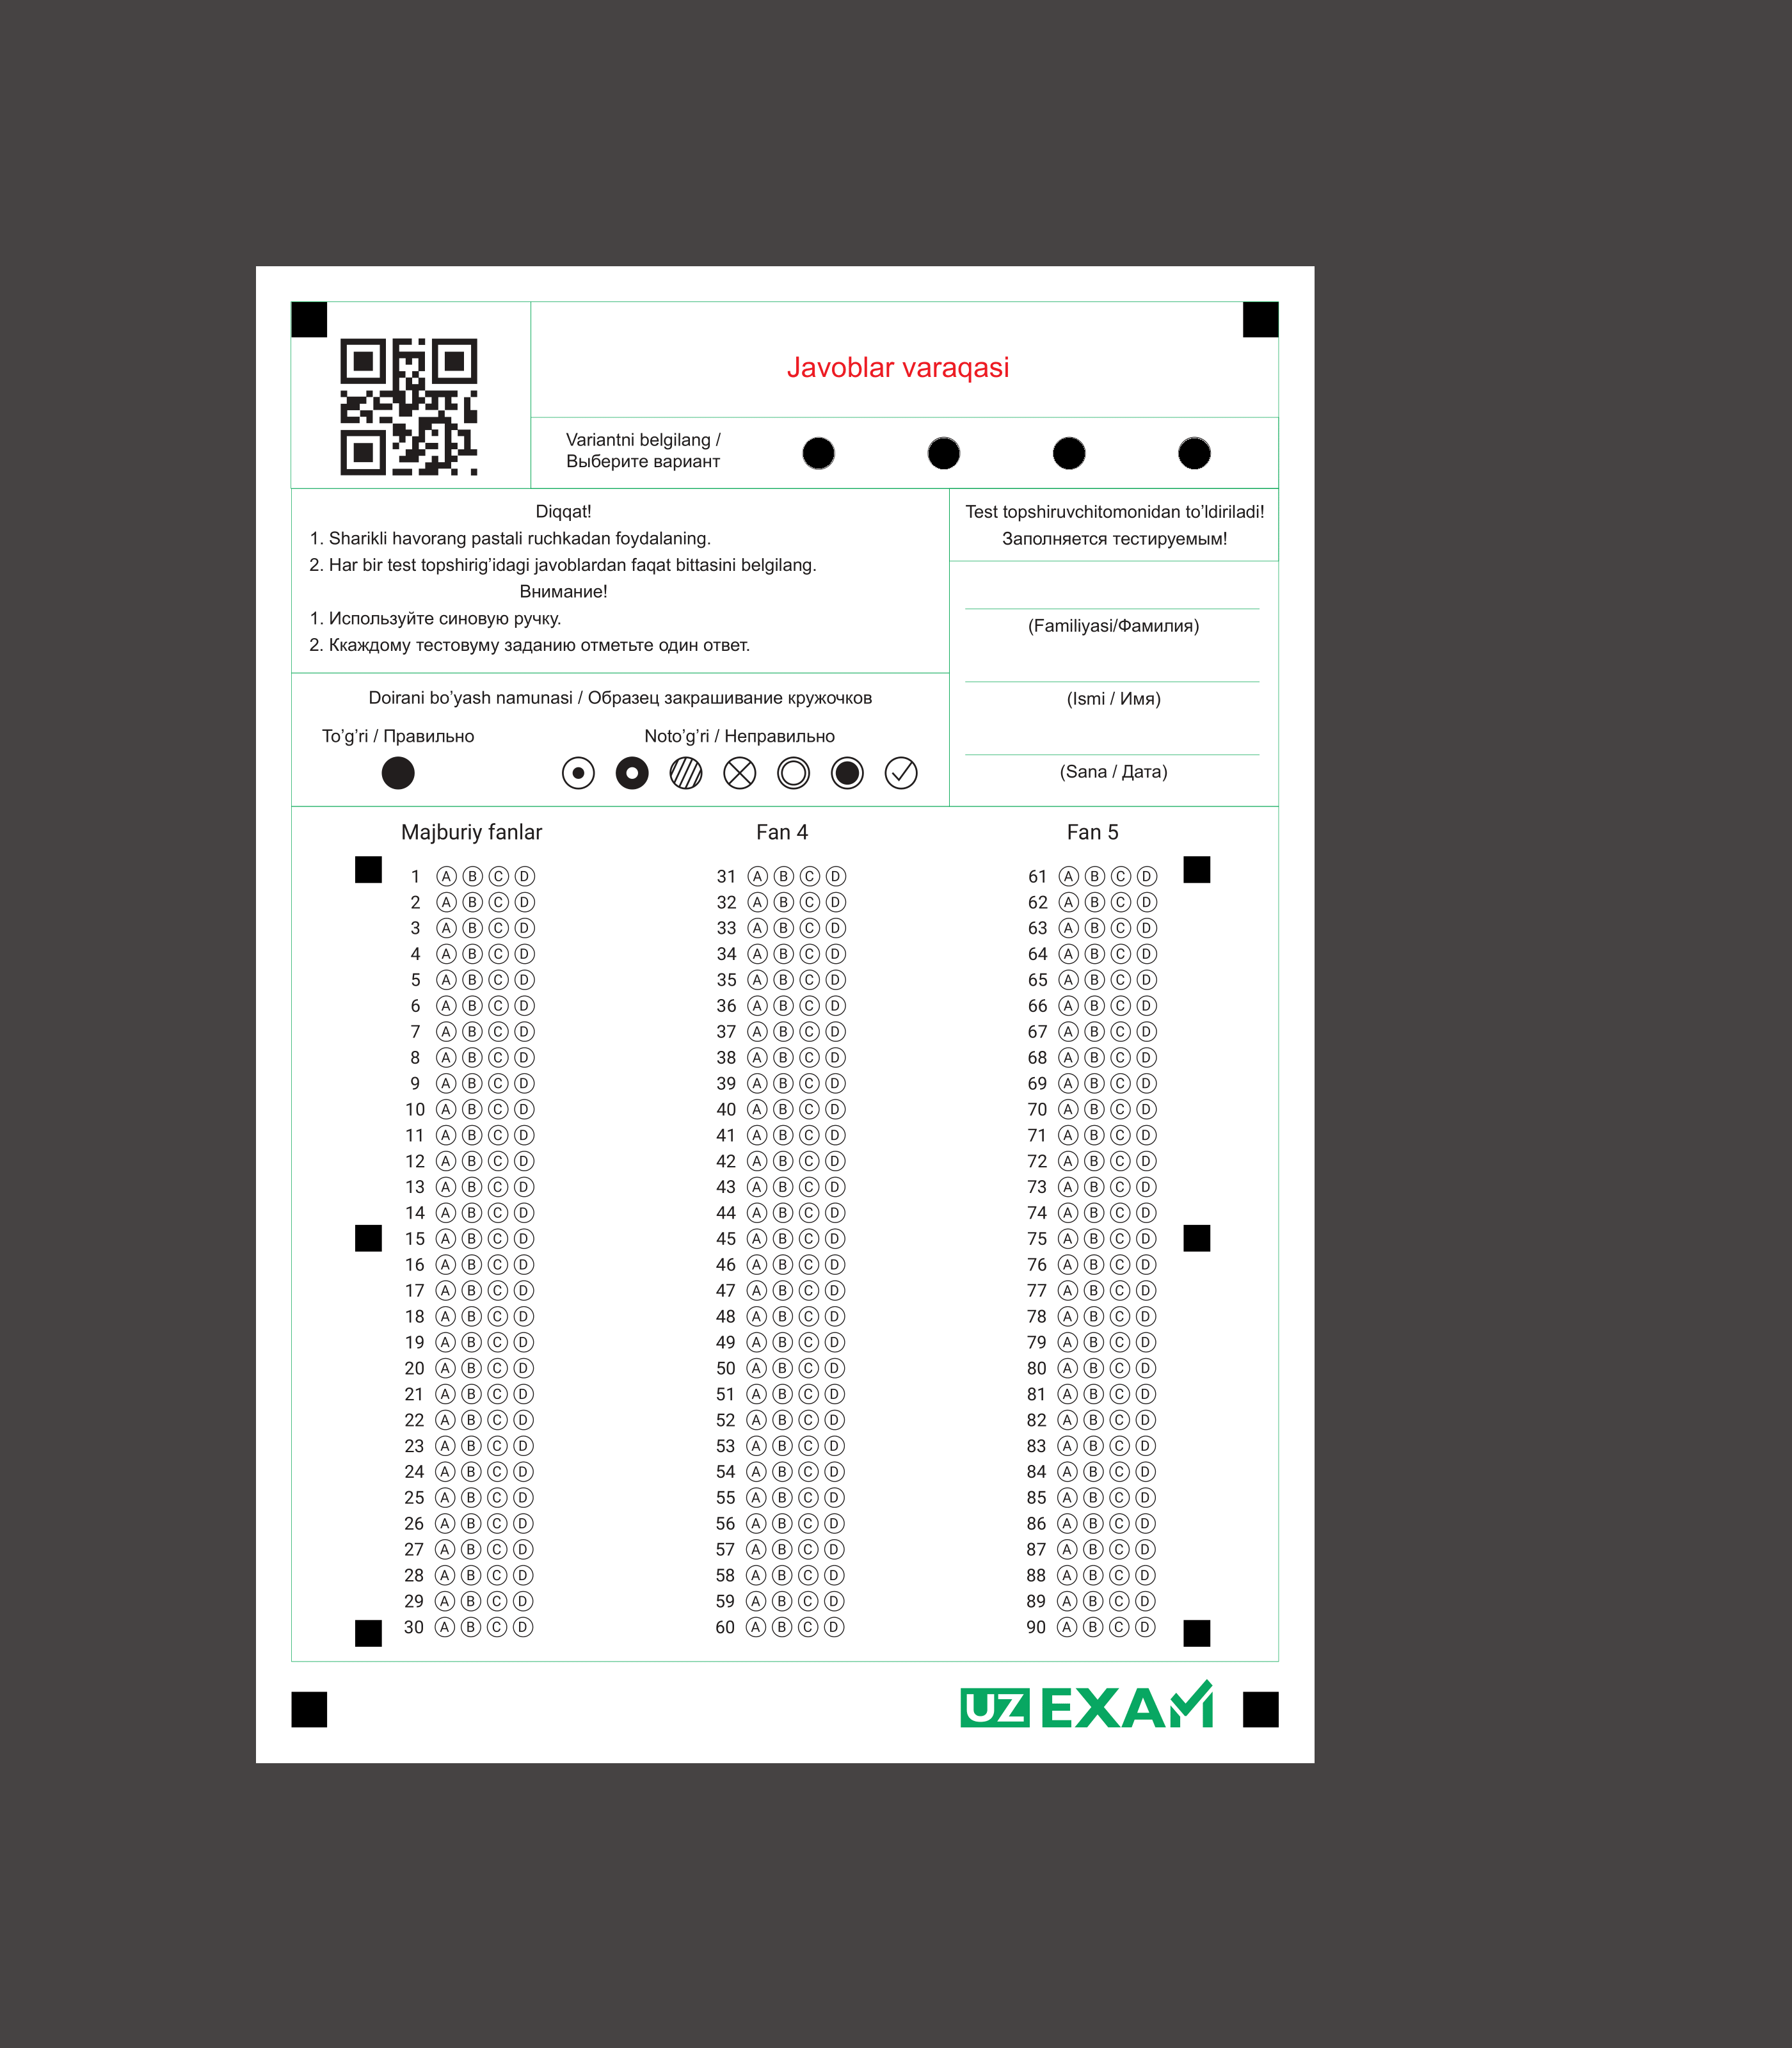 Javoblar varaqasi
Variantni belgilang /
Выберите вариант
Diqqat!
1. Sharikli havorang pastali ruchkadan foydalaning.
2. Har bir test topshirig’idagi javoblardan faqat bittasini belgilang.
Внимание!
1. Используйте синовую ручку.
2. Ккаждому тестовуму заданию отметьте один ответ.
Test topshiruvchitomonidan to’ldiriladi!
Заполняется тестируемым!
(Familiyasi/Фамилия)
(Ismi / Имя)
(Sana / Дата)
Doirani bo’yash namunasi / Образец закрашивание кружочков
To’g’ri / Правильно
Noto’g’ri / Неправильно
Majburiy fanlar
1 A B C D
2 A B C D
3 A B C D
4 A B C D
5 A B C D
6 A B C D
7 A B C D
8 A B C D
9 A B C D
10 A B C D
11 A B C D
12 A B C D
13 A B C D
14 A B C D
15 A B C D
16 A B C D
17 A B C D
18 A B C D
19 A B C D
20 A B C D
21 A B C D
22 A B C D
23 A B C D
24 A B C D
25 A B C D
26 A B C D
27 A B C D
28 A B C D
29 A B C D
30 A B C D
Fan 4
31 A B C D
32 A B C D
33 A B C D
34 A B C D
35 A B C D
36 A B C D
37 A B C D
38 A B C D
39 A B C D
40 A B C D
41 A B C D
42 A B C D
43 A B C D
44 A B C D
45 A B C D
46 A B C D
47 A B C D
48 A B C D
49 A B C D
50 A B C D
51 A B C D
52 A B C D
53 A B C D
54 A B C D
55 A B C D
56 A B C D
57 A B C D
58 A B C D
59 A B C D
60 A B C D
Fan 5
61 A B C D
62 A B C D
63 A B C D
64 A B C D
65 A B C D
66 A B C D
67 A B C D
68 A B C D
69 A B C D
70 A B C D
71 A B C D
72 A B C D
73 A B C D
74 A B C D
75 A B C D
76 A B C D
77 A B C D
78 A B C D
79 A B C D
80 A B C D
81 A B C D
82 A B C D
83 A B C D
84 A B C D
85 A B C D
86 A B C D
87 A B C D
88 A B C D
89 A B C D
90 A B C D
UZ EXAM